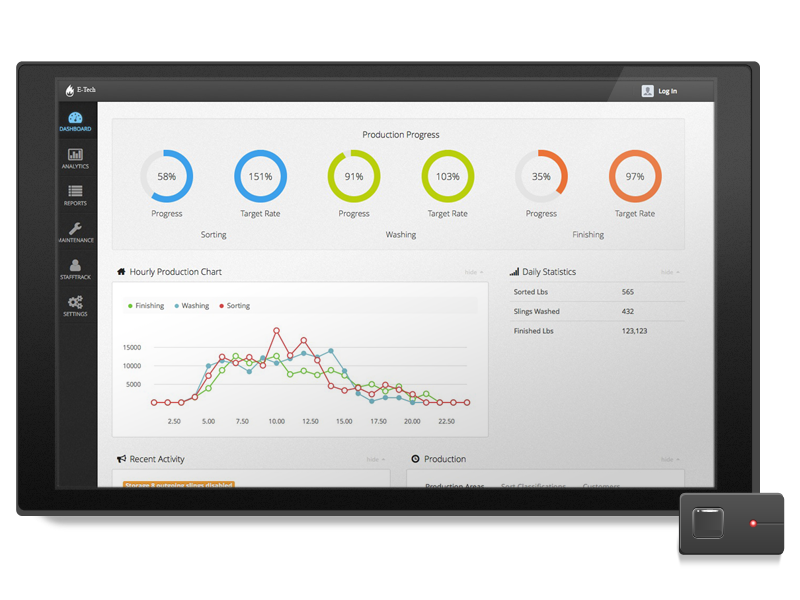 E-Tech
Log In
DASHBOARD
ANALYTICS
REPORTS
MAINTENANCE
STAFFTRACK
SETTINGS
Production Progress
58% 151% 91% 103% 35% 97%
Progress Target Rate Progress Target Rate Progress Target Rate
Sorting Washing Finishing
Hourly Production Chart hide
Finishing Washing Sorting
15000
10000
5000
2.50 5.00 7.50 10.00 12.50 15.00 17.50 20.00 22.50
Daily Statistics hide
Sorted Lbs 565
Slings Washed 432
Finished Lbs 123,123
Recent Activity hide
Production hide
Storage 8 outgoing slings disabled
Production Areas Sort Classifications Customers